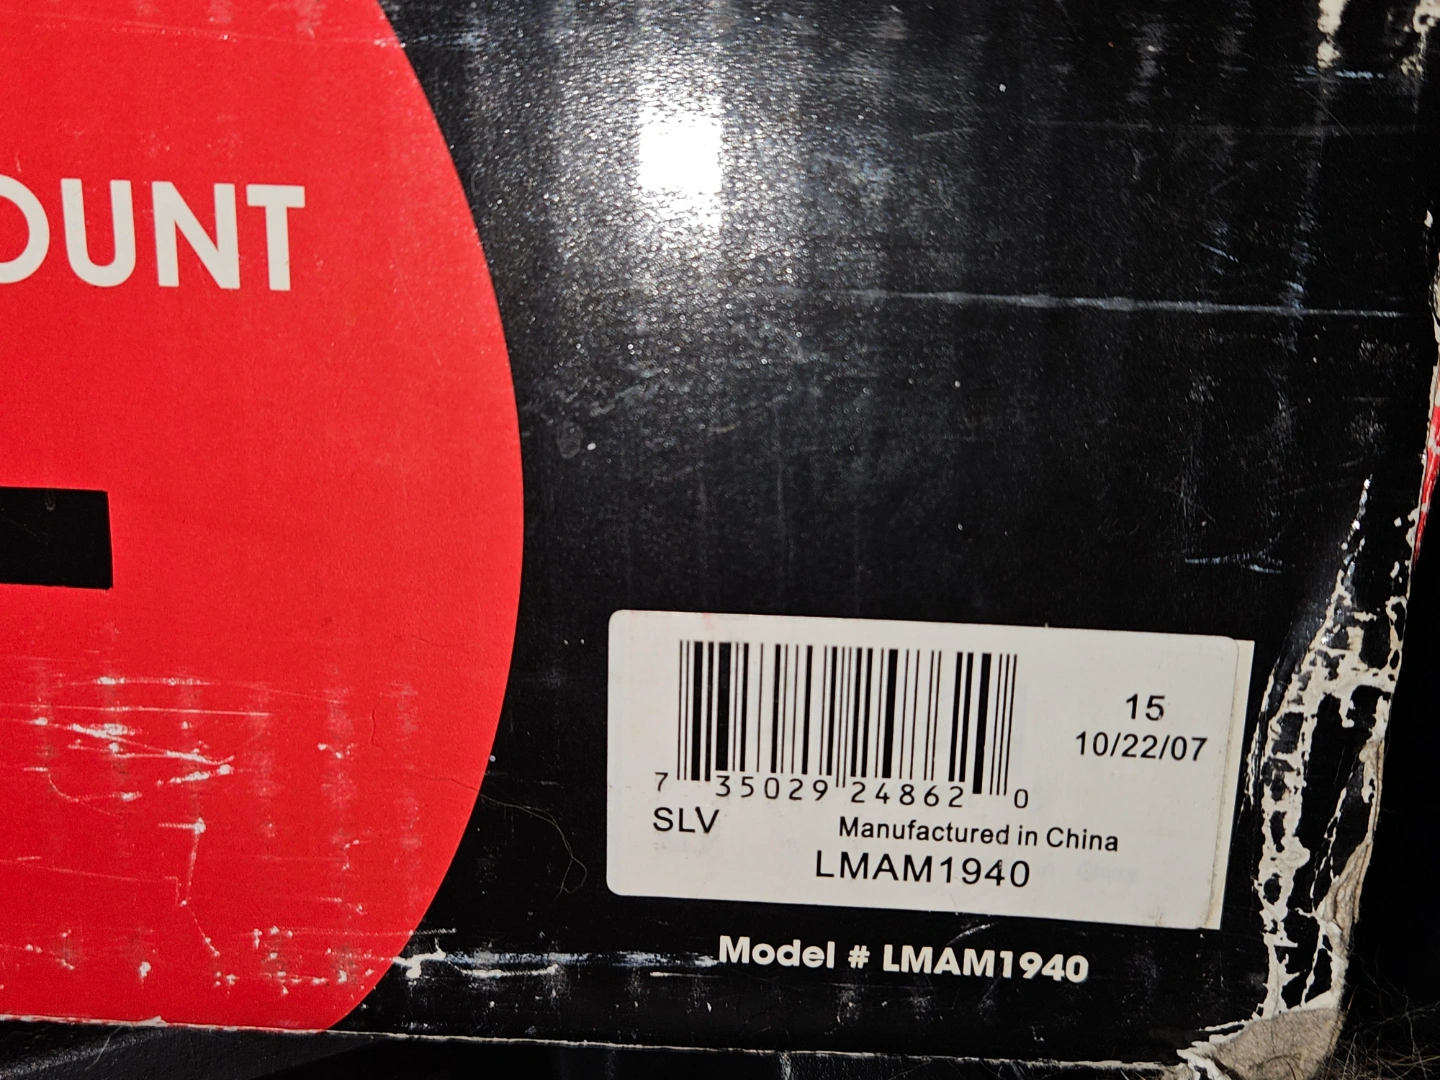 OUNT
15
10/22/07
7 35029 24862 0
SLV
Manufactured in China
LMAM1940
Model # LMAM1940